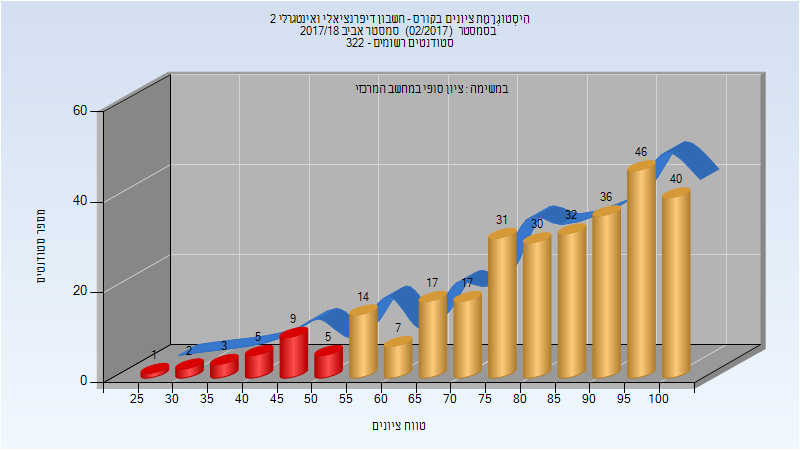 היסטוגרמת ציונים בקורס - חשבון דיפרנציאלי ואינטגרלי 2
בסמסטר (02/2017) סמסטר אביב 2017/18
סטודנטים רשומים - 322
במשימה : ציון סופי במחשב המרכזי
מספר סטודנטים
60
40
20
0
1 2 3 5 9 5 14 7 17 17 31 30 32 36 46 40
25 30 35 40 45 50 55 60 65 70 75 80 85 90 95 100
טווח ציונים